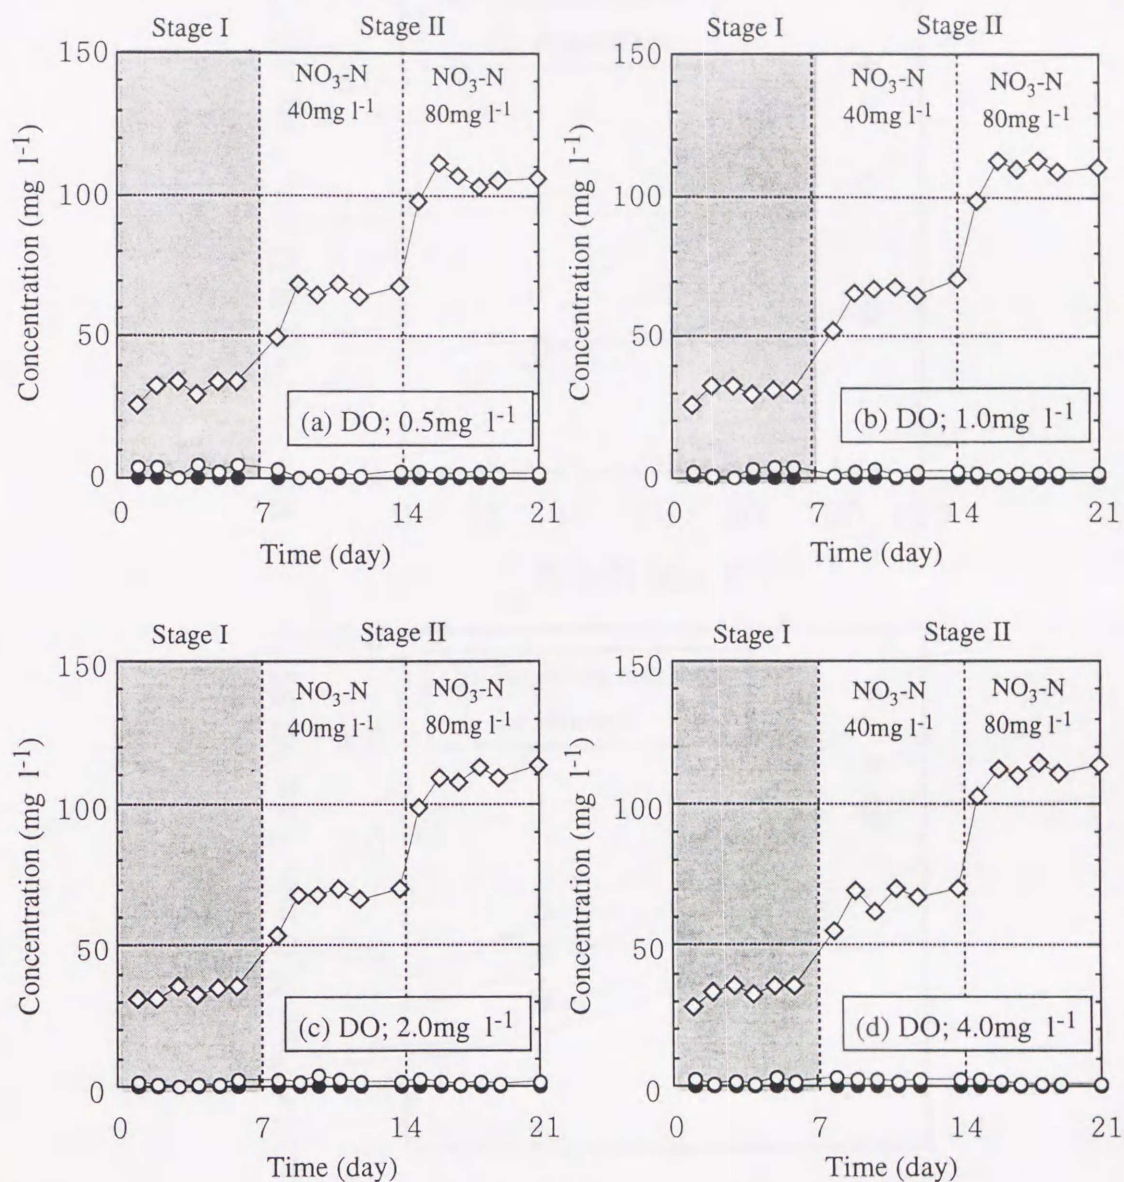 Stage I Stage II
150
NO₃-N NO₃-N
40mg l⁻¹ 80mg l⁻¹
100
Concentration (mg l⁻¹)
50
(a) DO; 0.5mg l⁻¹
0
0 7 14 21
Time (day)
Stage I Stage II
150
NO₃-N NO₃-N
40mg l⁻¹ 80mg l⁻¹
100
Concentration (mg l⁻¹)
50
(b) DO; 1.0mg l⁻¹
0
0 7 14 21
Time (day)
Stage I Stage II
150
NO₃-N NO₃-N
40mg l⁻¹ 80mg l⁻¹
100
Concentration (mg l⁻¹)
50
(c) DO; 2.0mg l⁻¹
0
0 7 14 21
Time (day)
Stage I Stage II
150
NO₃-N NO₃-N
40mg l⁻¹ 80mg l⁻¹
100
Concentration (mg l⁻¹)
50
(d) DO; 4.0mg l⁻¹
0
0 7 14 21
Time (day)